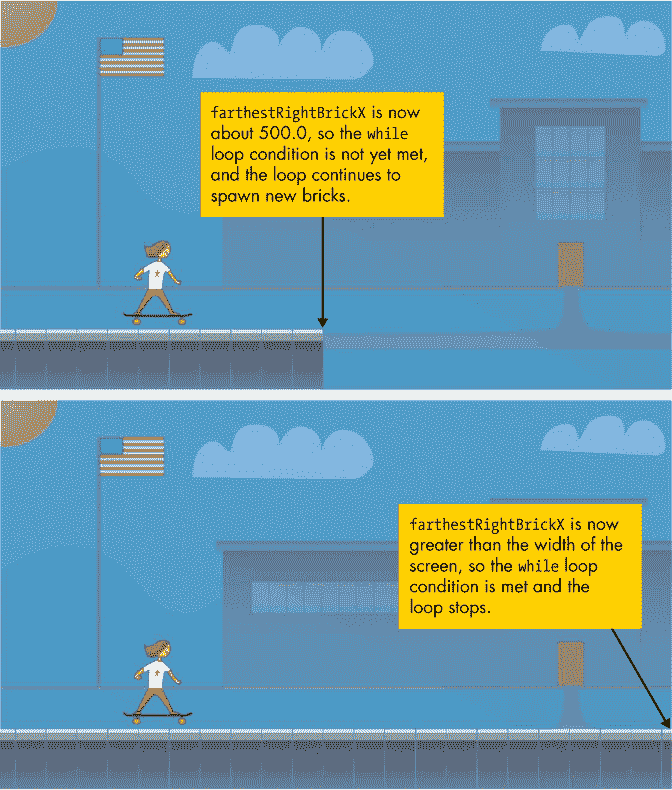 farthestRightBrickX is now
about 500.0, so the while
loop condition is not yet met,
and the loop continues to
spawn new bricks.
farthestRightBrickX is now
greater than the width of the
screen, so the while loop
condition is met and the
loop stops.